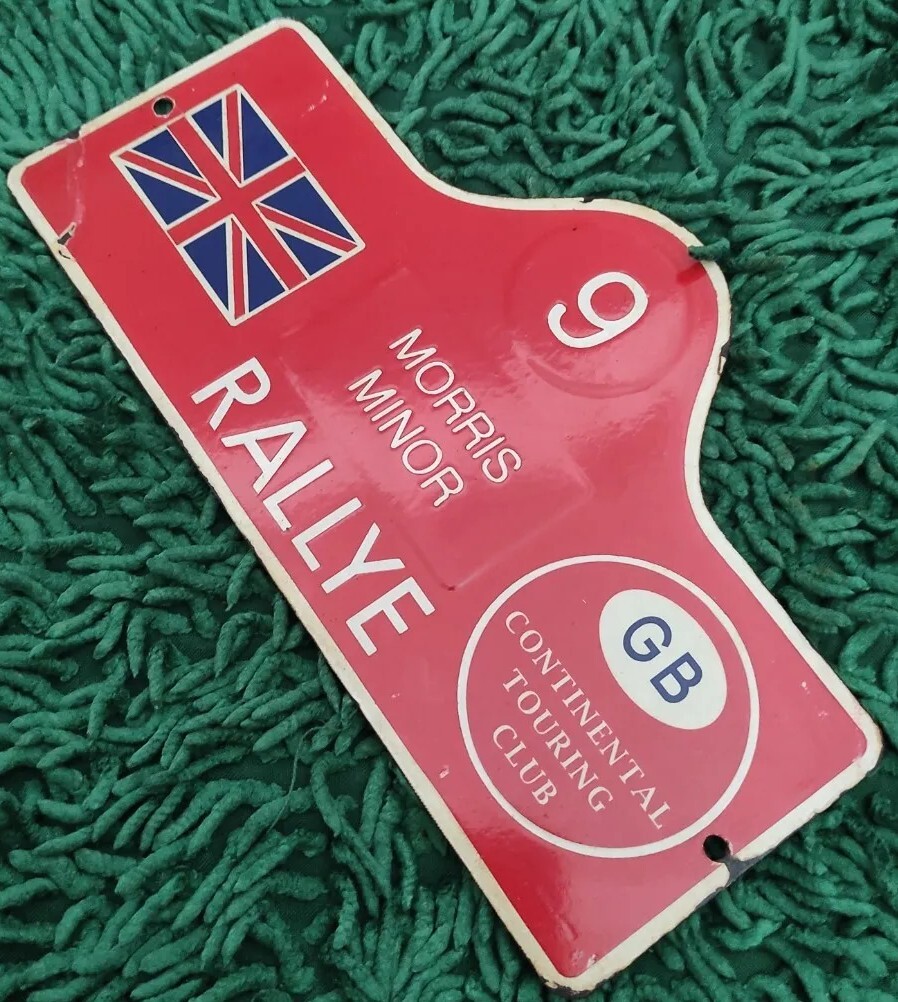 9
MORRIS
MINOR
RALLYE
GB
CONTINENTAL
TOURING
CLUB